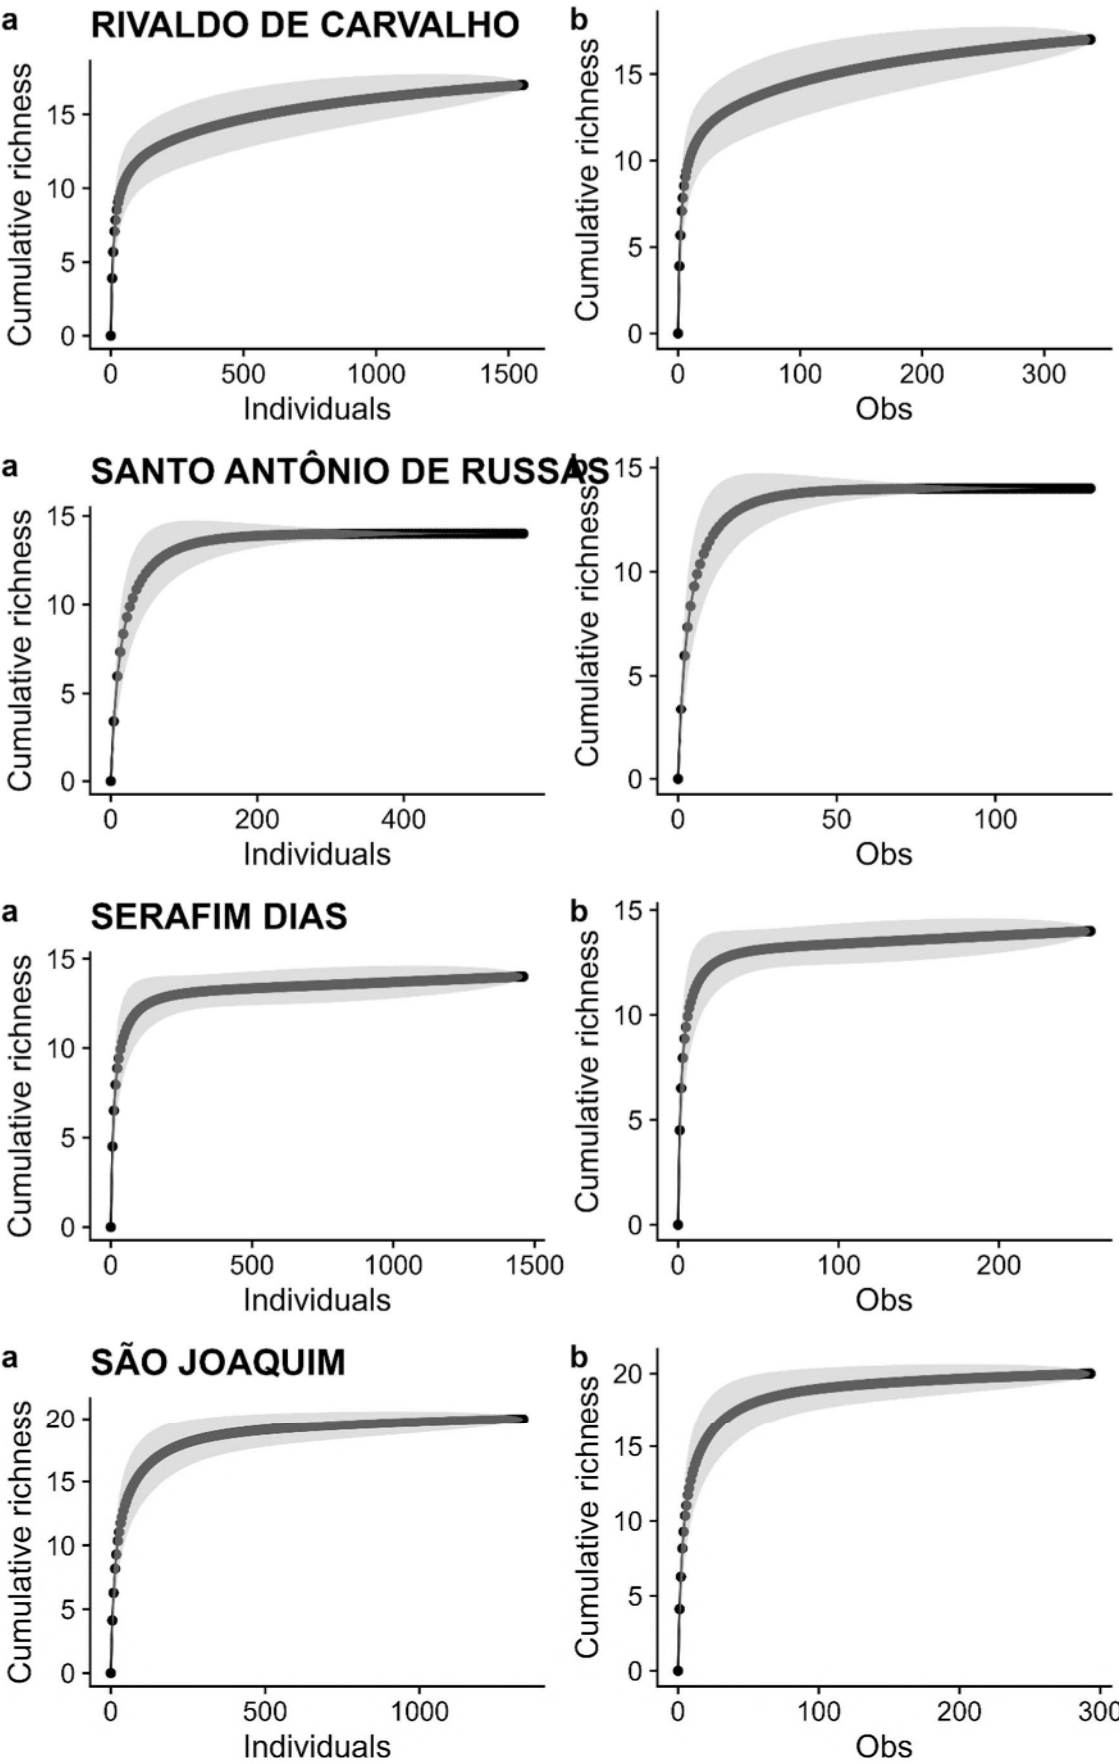 a RIVALDO DE CARVALHO
Cumulative richness
15
10
5
0
0 500 1000 1500
Individuals
b
Cumulative richness
15
10
5
0
0 100 200 300
Obs
a SANTO ANTÔNIO DE RUSSAS
Cumulative richness
15
10
5
0
0 200 400
Individuals
b
Cumulative richness
15
10
5
0
0 50 100
Obs
a SERAFIM DIAS
Cumulative richness
15
10
5
0
0 500 1000 1500
Individuals
b
Cumulative richness
15
10
5
0
0 100 200
Obs
a SÃO JOAQUIM
Cumulative richness
20
15
10
5
0
0 500 1000
Individuals
b
Cumulative richness
20
15
10
5
0
0 100 200 300
Obs